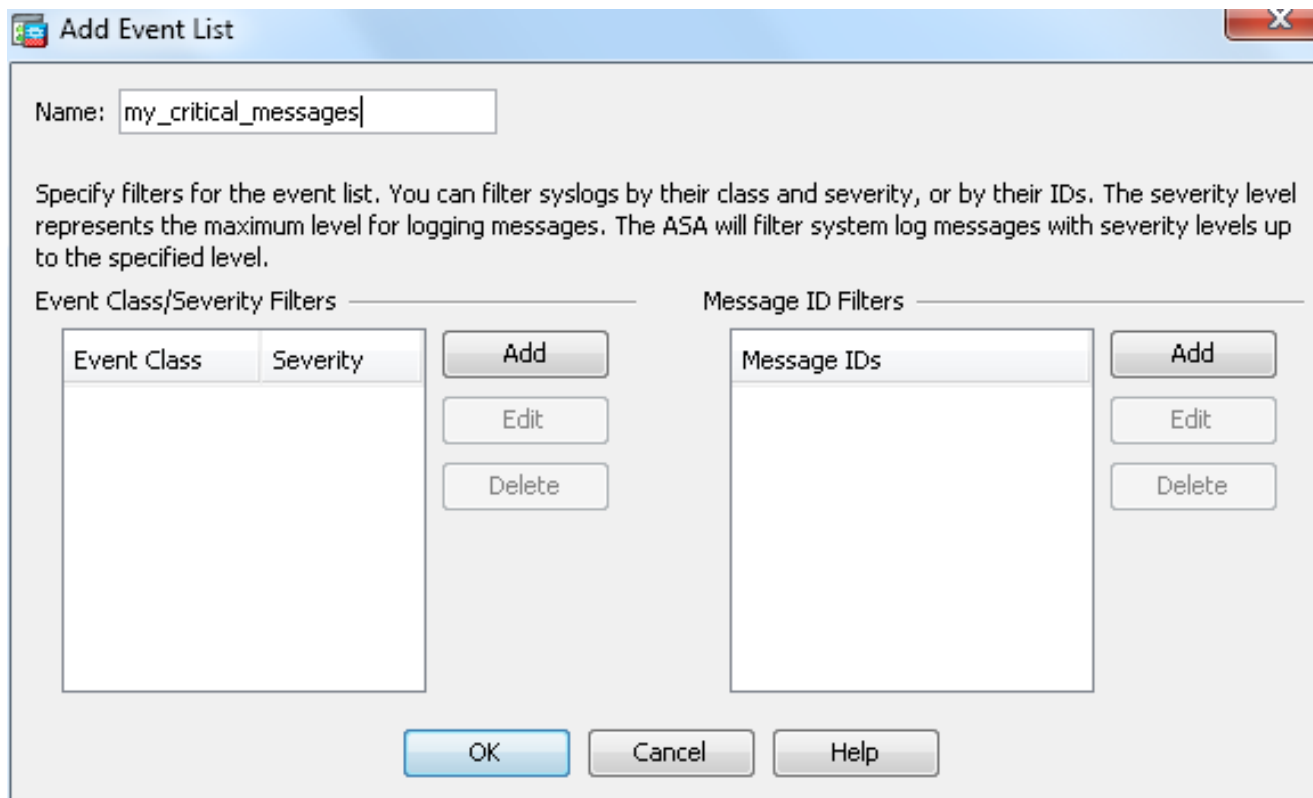 Add Event List
X
Name: my_critical_messages
Specify filters for the event list. You can filter syslogs by their class and severity, or by their IDs. The severity level
represents the maximum level for logging messages. The ASA will filter system log messages with severity levels up
to the specified level.
Event Class/Severity Filters
Message ID Filters
Event Class Severity
Add
Edit
Delete
Message IDs
Add
Edit
Delete
OK Cancel Help